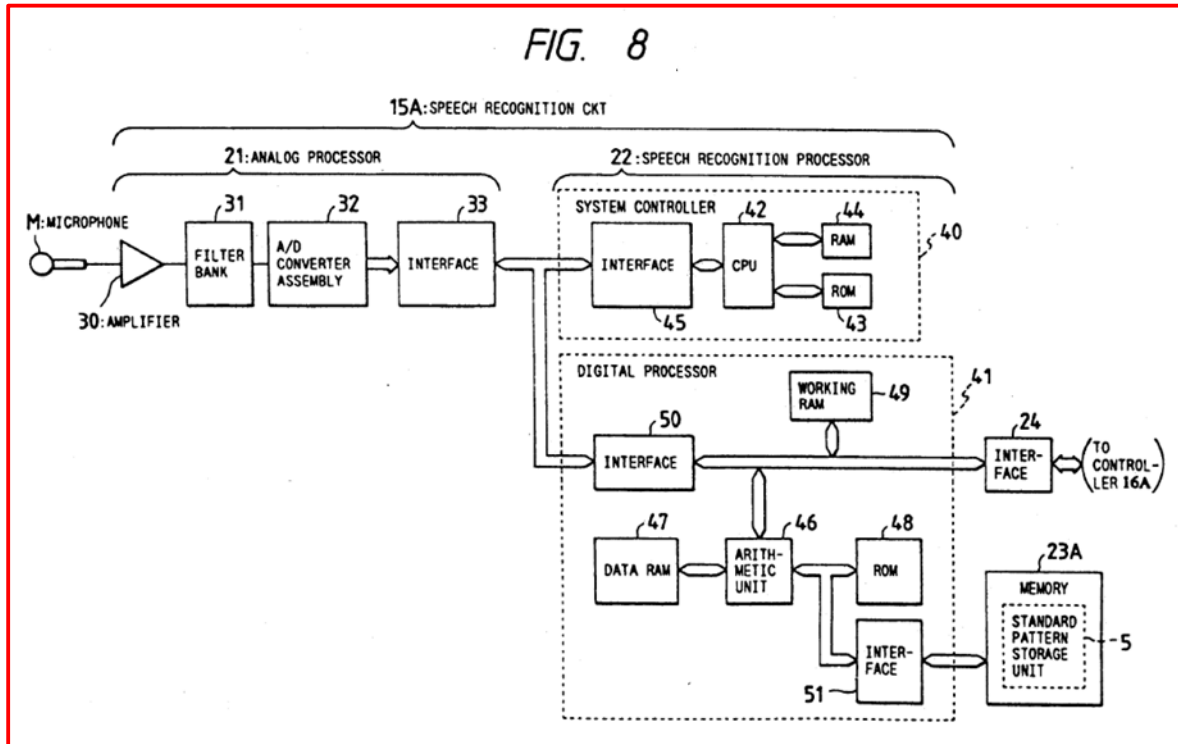 FIG. 8
15A:SPEECH RECOGNITION CKT
21:ANALOG PROCESSOR
22:SPEECH RECOGNITION PROCESSOR
M:MICROPHONE
31
FILTER
BANK
32
A/D
CONVERTER
ASSEMBLY
33
INTERFACE
30:AMPLIFIER
SYSTEM CONTROLLER
INTERFACE
45
42
CPU
44
RAM
ROM
43
40
DIGITAL PROCESSOR
41
WORKING
RAM
49
50
INTERFACE
24
INTER-
FACE
(TO
CONTROL-
LER 16A)
47
DATA RAM
46
ARITH-
METIC
UNIT
48
ROM
INTER-
FACE
51
23A
MEMORY
STANDARD
PATTERN
STORAGE
UNIT
5